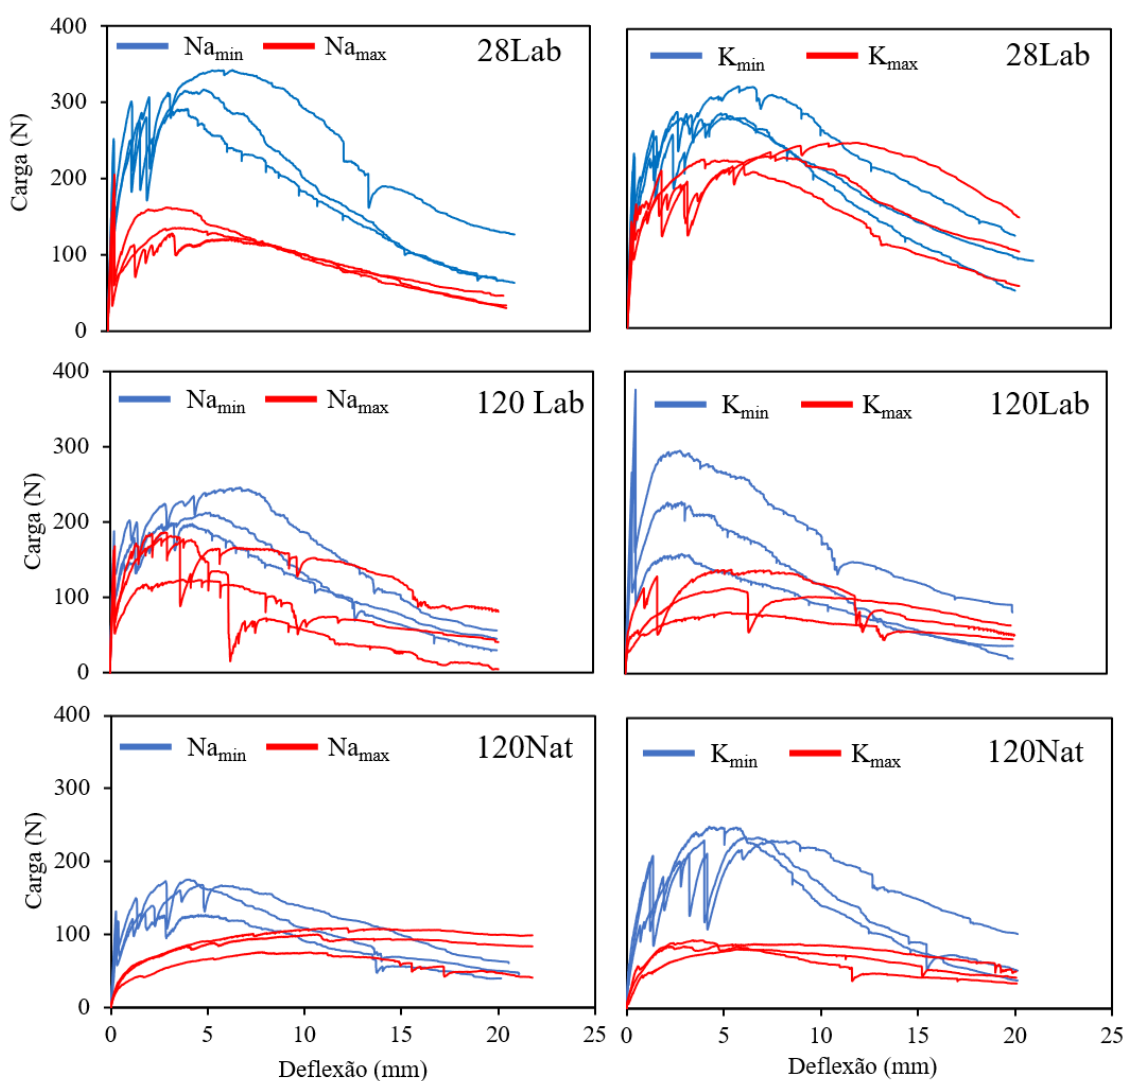 400
Na_min Na_max 28Lab
K_min K_max 28Lab
300
200
100
0
Carga (N)
400
Na_min Na_max 120 Lab
K_min K_max 120Lab
300
200
100
0
Carga (N)
400
Na_min Na_max 120Nat
K_min K_max 120Nat
300
200
100
0
Carga (N)
0 5 10 15 20 25
0 5 10 15 20 25
Deflexão (mm)
Deflexão (mm)